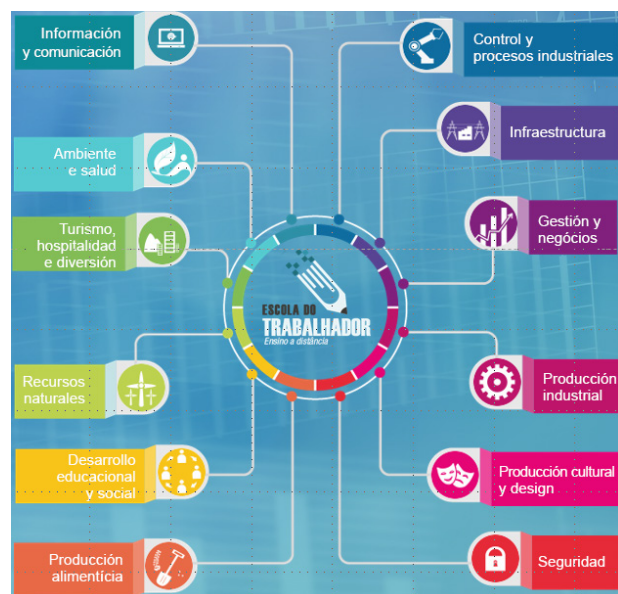 Información
y comunicación
Control y
procesos industriales
Ambiente
e salud
Infraestructura
Turismo,
hospitalidad
e diversión
Gestión y
negócios
ESCOLA DO
TRABALHADOR
Ensino a distância
Recursos
naturales
Producción
industrial
Desarrollo
educacional
y social
Producción cultural
y design
Producción
alimentícia
Seguridad